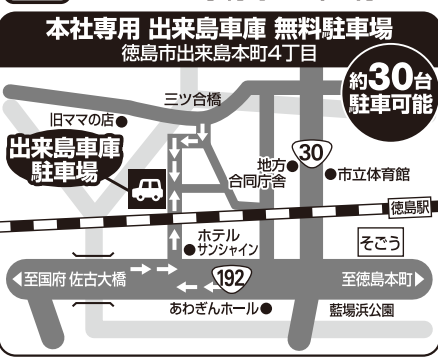 本社専用 出来島車庫 無料駐車場
徳島市出来島本町4丁目
約30台
駐車可能
三ツ合橋
旧ママの店
出来島車庫
駐車場
地方
合同庁舎
30
市立体育館
徳島駅
ホテル
サンシャイン
そごう
至国府 佐古大橋
192
至徳島本町
あわぎんホール
藍場浜公園